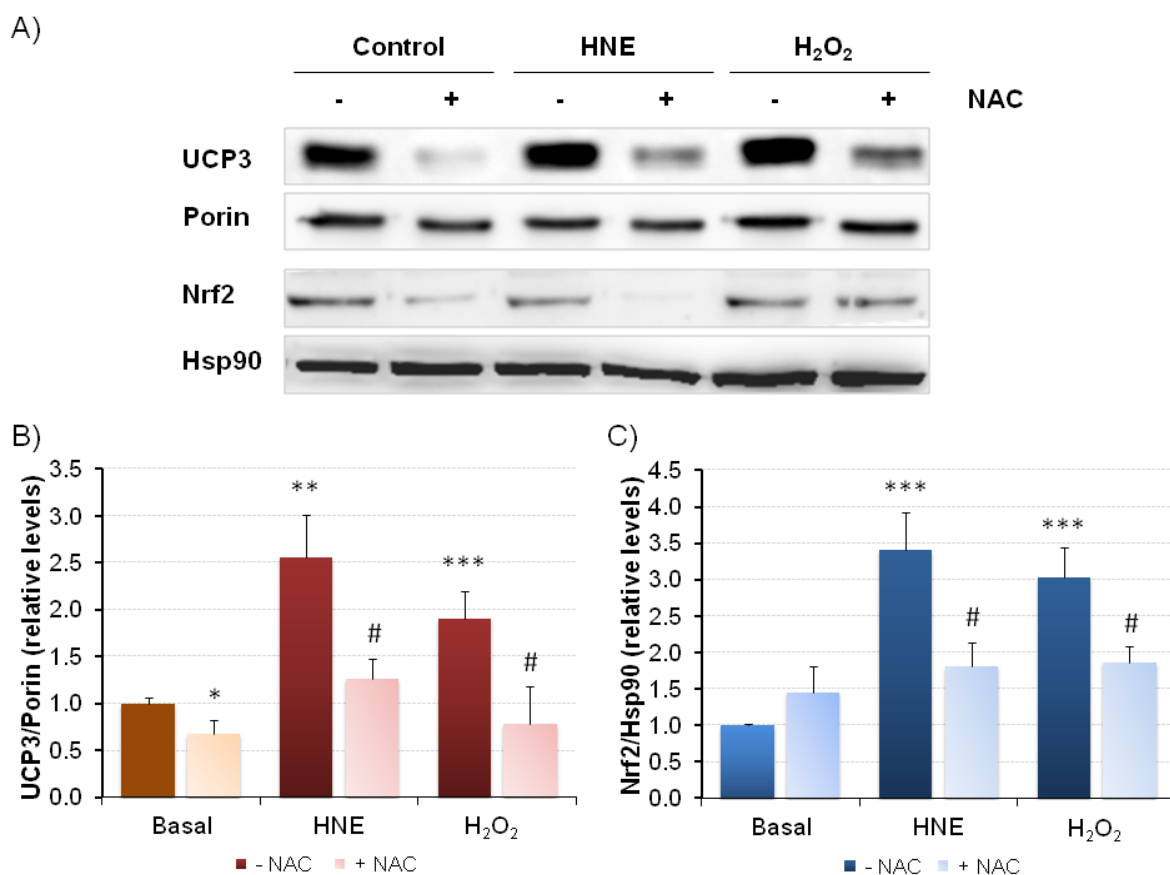 A)
Control HNE H₂O₂
- + - + - + NAC
UCP3
Porin
Nrf2
Hsp90
B)
UCP3/Porin (relative levels)
3.5
3.0
2.5
2.0
1.5
1.0
0.5
0.0
**
***
#
#
*
Basal HNE H₂O₂
- NAC + NAC
C)
Nrf2/Hsp90 (relative levels)
4.5
4.0
3.5
3.0
2.5
2.0
1.5
1.0
0.5
0.0
***
***
#
#
Basal HNE H₂O₂
- NAC + NAC